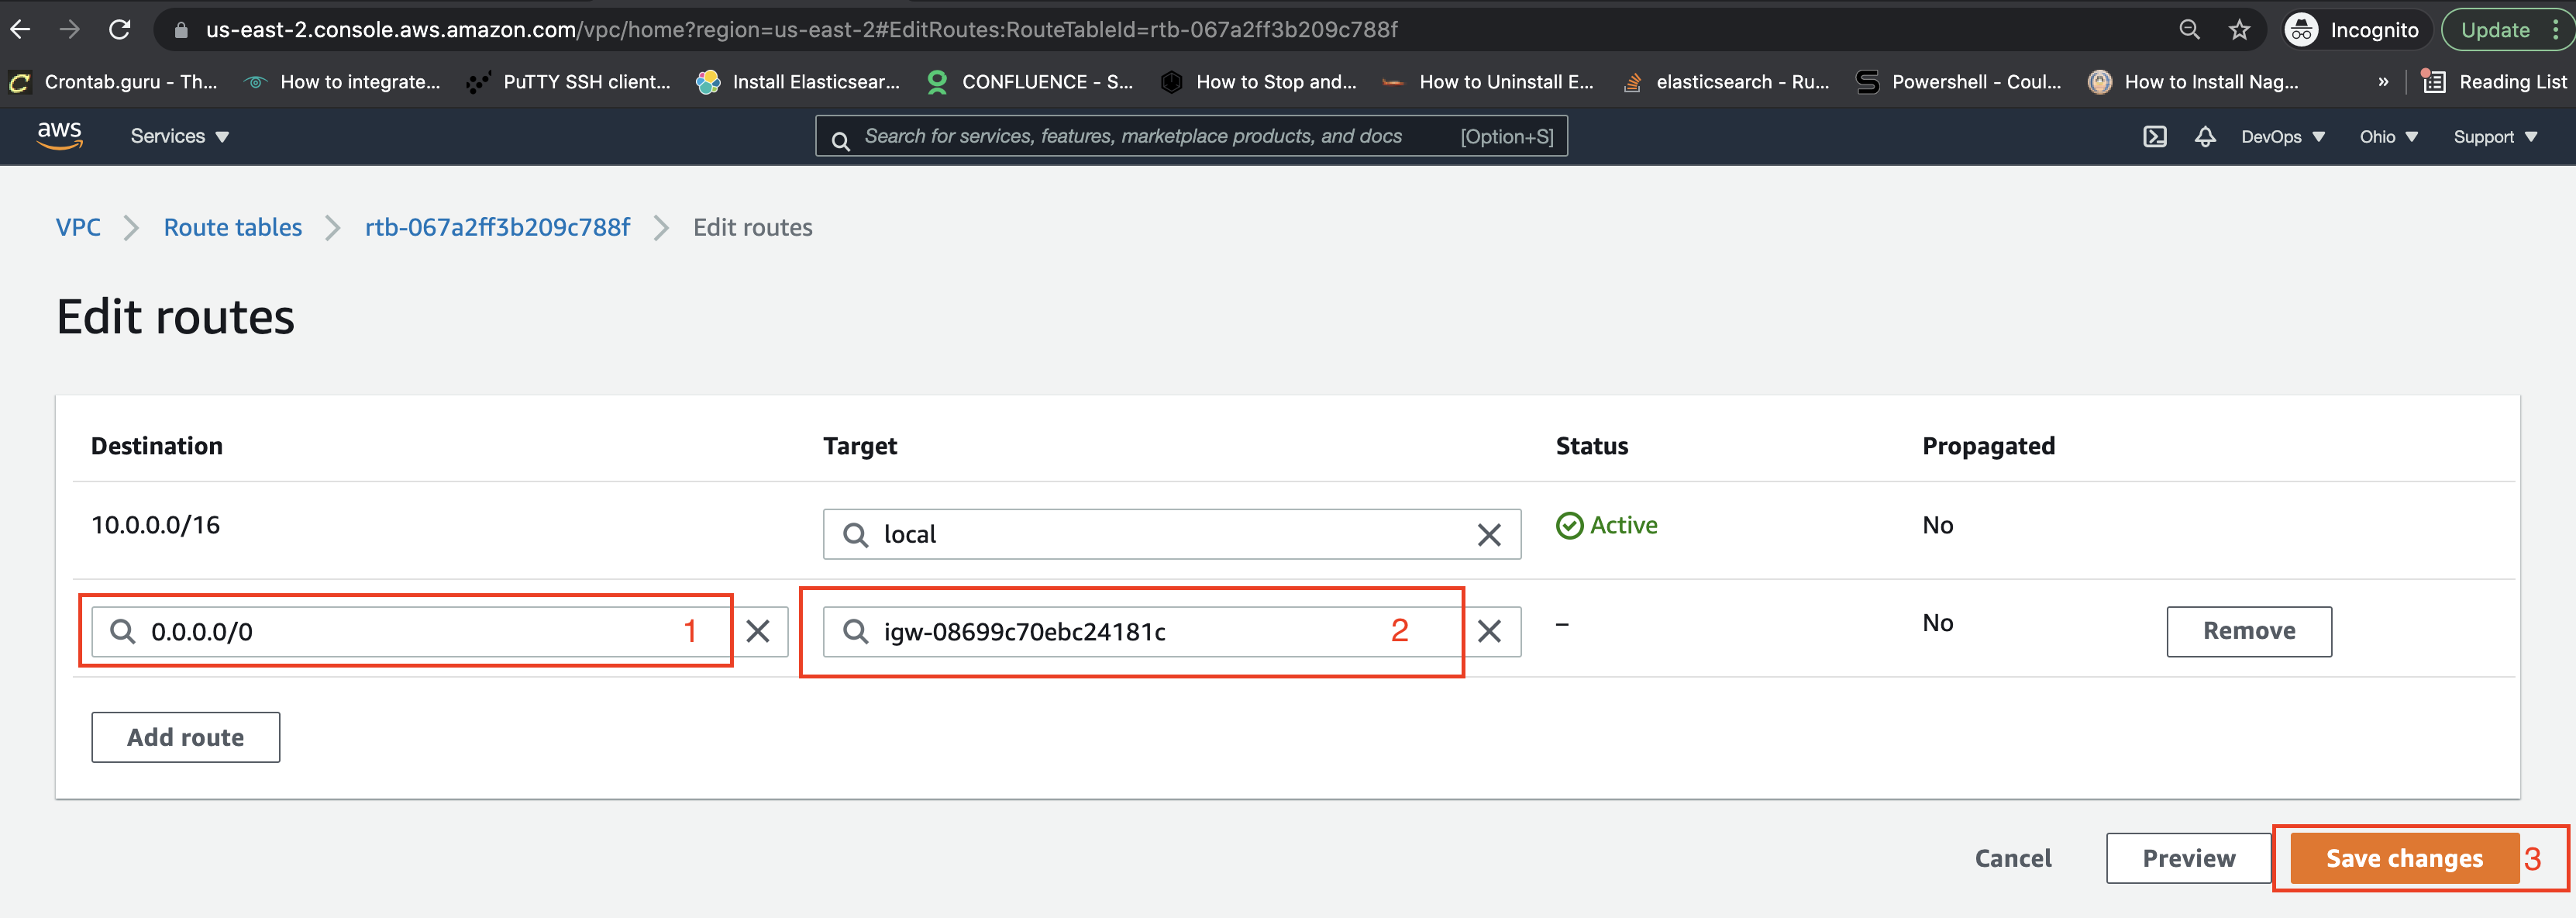 us-east-2.console.aws.amazon.com/vpc/home?region=us-east-2#EditRoutes:RouteTableId=rtb-067a2ff3b209c788f Incognito Update
Crontab.guru - Th... How to integrate... PuTTY SSH client... Install Elasticsear... CONFLUENCE - S... How to Stop and... How to Uninstall E... elasticsearch - Ru... Powershell - Coul... How to Install Nag... » Reading List
aws Services ▼ Search for services, features, marketplace products, and docs [Option+S] DevOps ▼ Ohio ▼ Support ▼
VPC > Route tables > rtb-067a2ff3b209c788f > Edit routes
Edit routes
Destination Target Status Propagated
10.0.0.0/16 local Active No
0.0.0.0/0 1 igw-08699c70ebc24181c 2 – No Remove
Add route
Cancel Preview Save changes 3